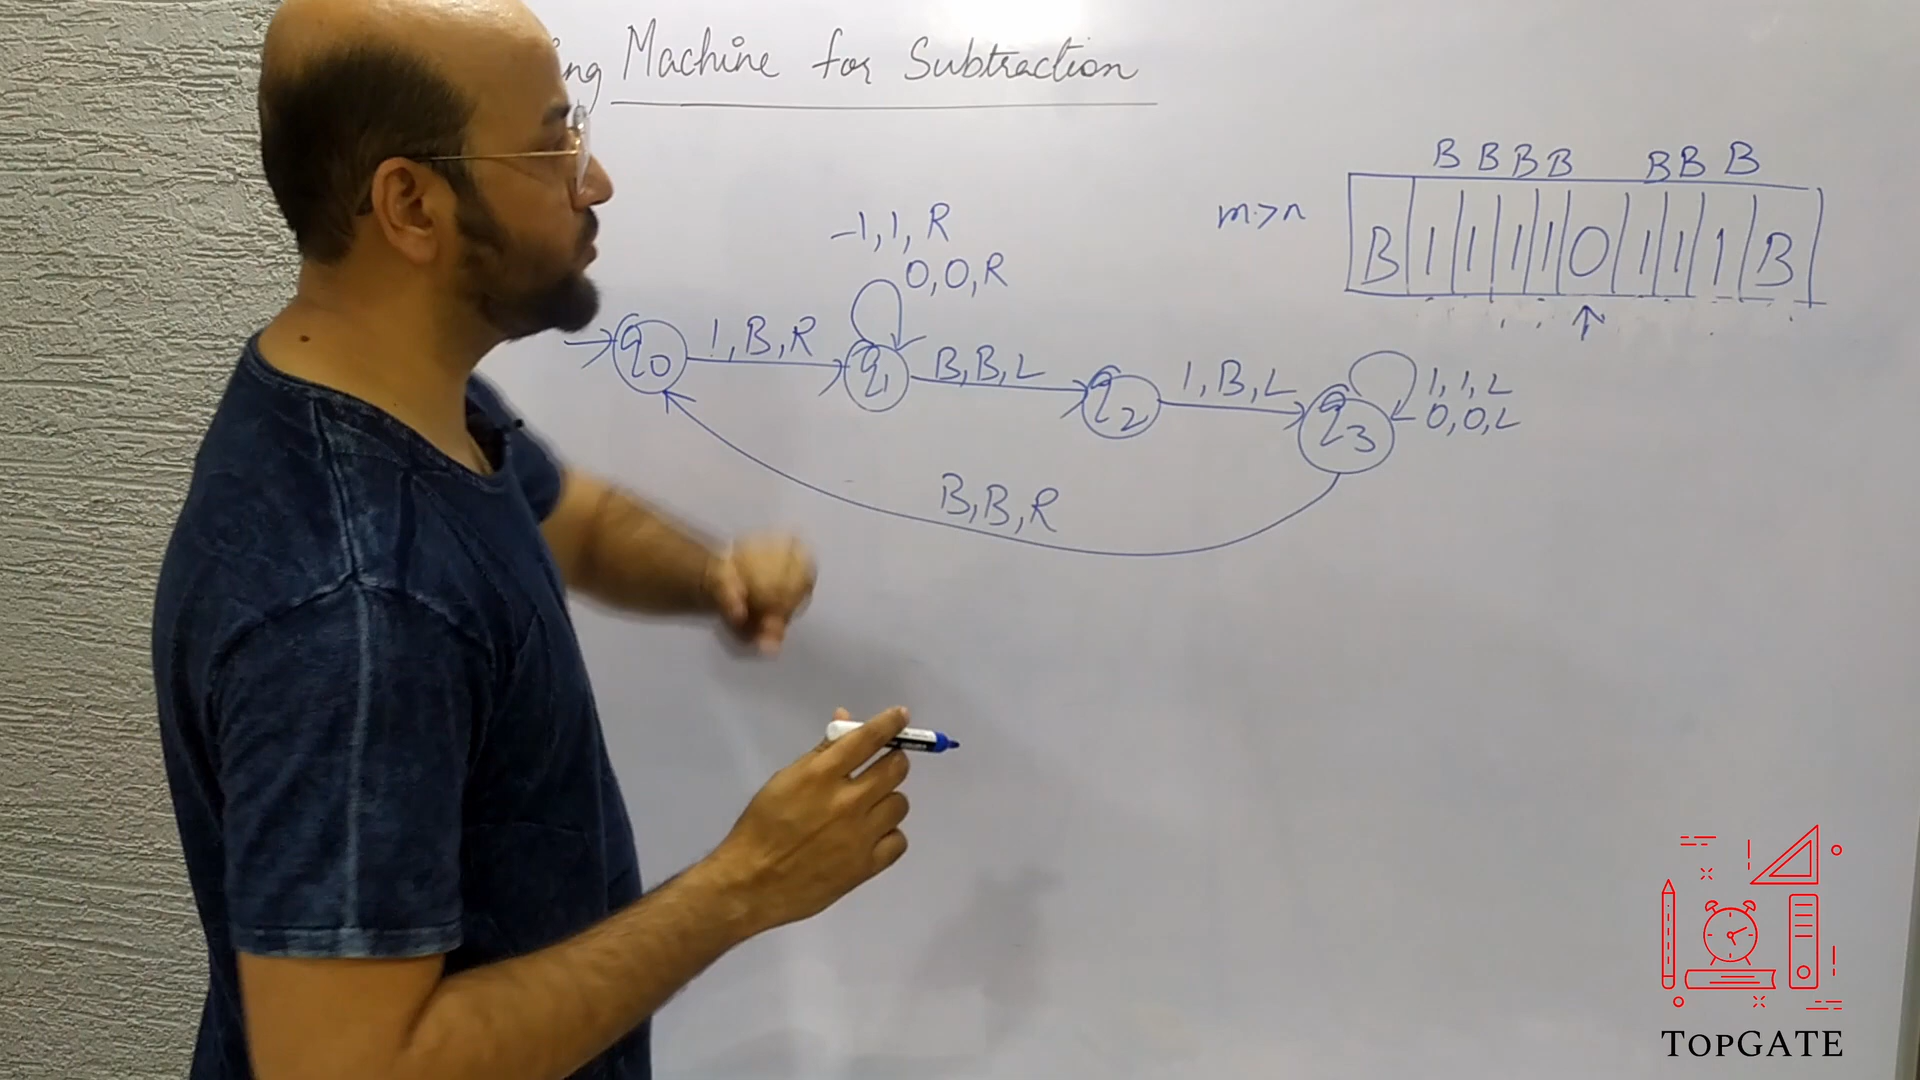 ing Machine for Subtraction
B B B B B B B
m>n
B 1 1 1 1 0 1 1 1 B
1, 1, R
0, 0, R
q0
1, B, R
q1
B, B, L
q2
1, B, L
q3
1, 1, L
0, 0, L
B, B, R
TOPGATE